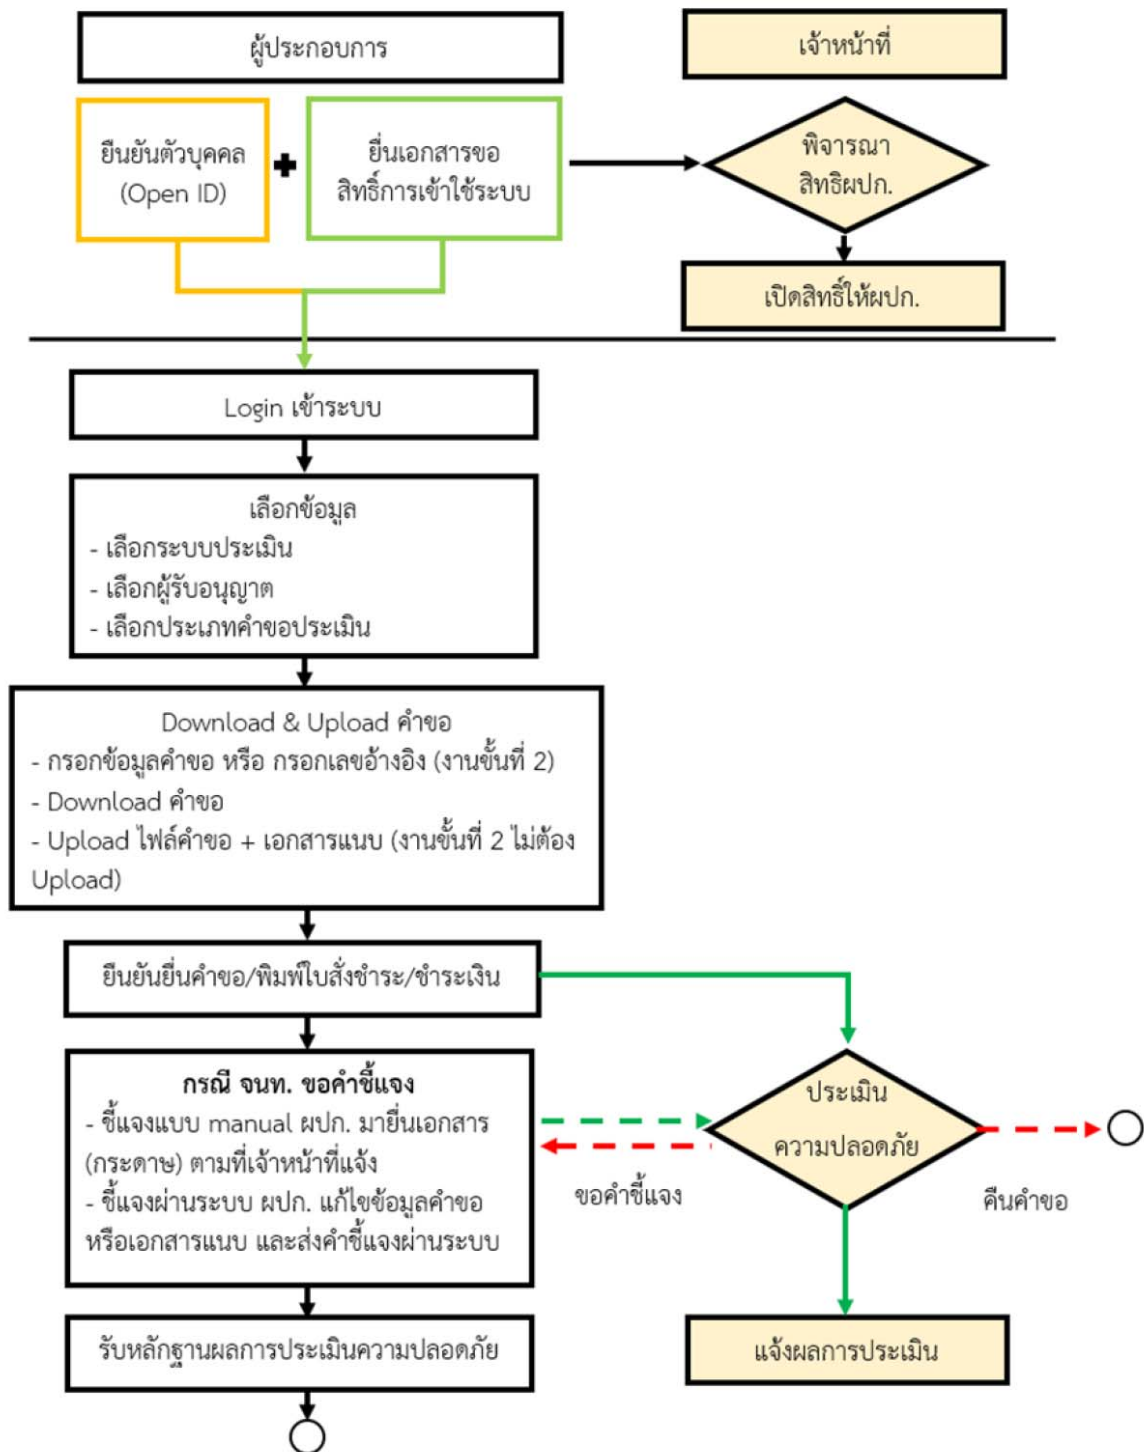 ผู้ประกอบการ
เจ้าหน้าที่
ยืนยันตัวบุคคล
(Open ID)
ยื่นเอกสารขอ
สิทธิ์การเข้าใช้ระบบ
พิจารณา
สิทธิผปก.
เปิดสิทธิ์ให้ผปก.
Login เข้าระบบ
เลือกข้อมูล
- เลือกระบบประเมิน
- เลือกผู้รับอนุญาต
- เลือกประเภทคำขอประเมิน
Download & Upload คำขอ
- กรอกข้อมูลคำขอ หรือ กรอกเลขอ้างอิง (งานขั้นที่ 2)
- Download คำขอ
- Upload ไฟล์คำขอ + เอกสารแนบ (งานขั้นที่ 2 ไม่ต้อง
Upload)
ยืนยันยื่นคำขอ/พิมพ์ใบสั่งชำระ/ชำระเงิน
กรณี จนท. ขอคำชี้แจง
- ชี้แจงแบบ manual ผปก. มายื่นเอกสาร
(กระดาษ) ตามที่เจ้าหน้าที่แจ้ง
- ชี้แจงผ่านระบบ ผปก. แก้ไขข้อมูลคำขอ
หรือเอกสารแนบ และส่งคำชี้แจงผ่านระบบ
ประเมิน
ความปลอดภัย
ขอคำชี้แจง
คืนคำขอ
รับหลักฐานผลการประเมินความปลอดภัย
แจ้งผลการประเมิน